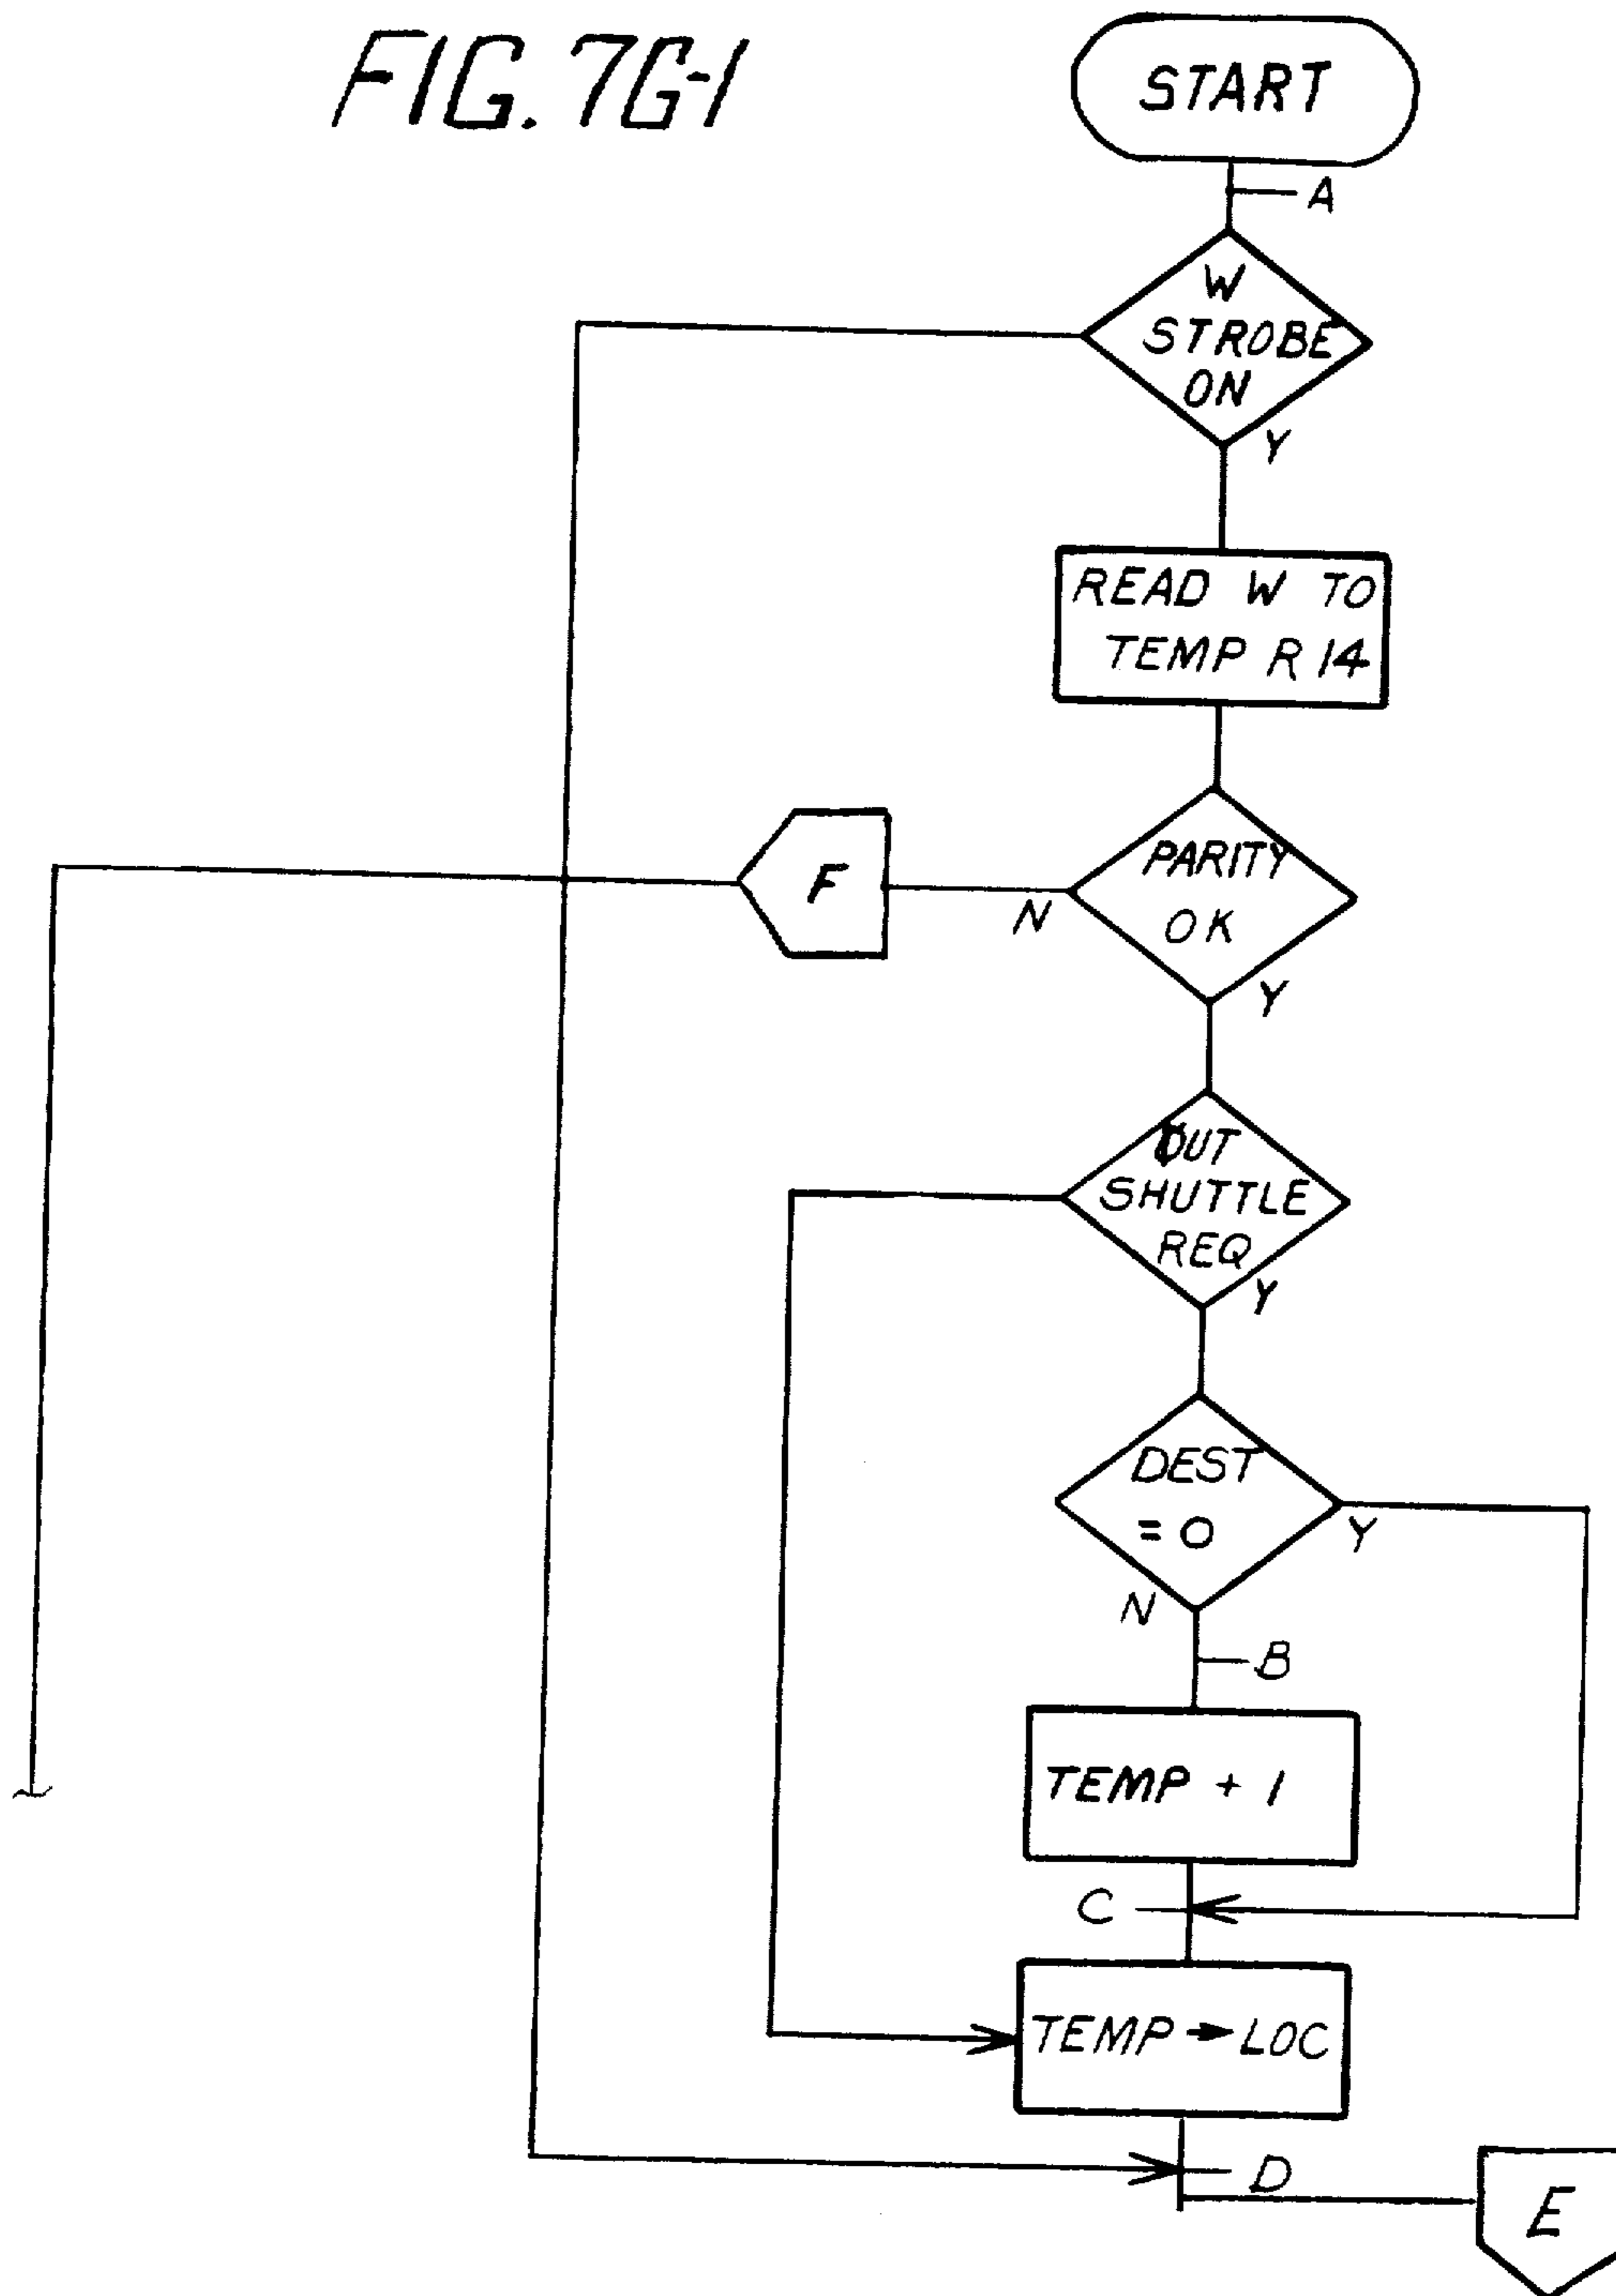 FIG. 7G-1
START
A
W
STROBE
ON
Y
READ W TO
TEMP R 14
PARITY
OK
F
N
Y
OUT
SHUTTLE
REQ
Y
DEST
= 0
Y
N
B
TEMP + 1
C
TEMP → LOC
D
E